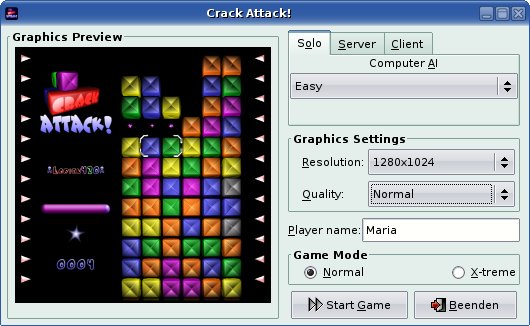 Crack Attack!
Graphics Preview
CRACK
ATTACK!
0004
Solo Server Client
Computer AI
Easy
Graphics Settings
Resolution: 1280x1024
Quality: Normal
Player name: Maria
Game Mode
Normal X-treme
Start Game Beenden